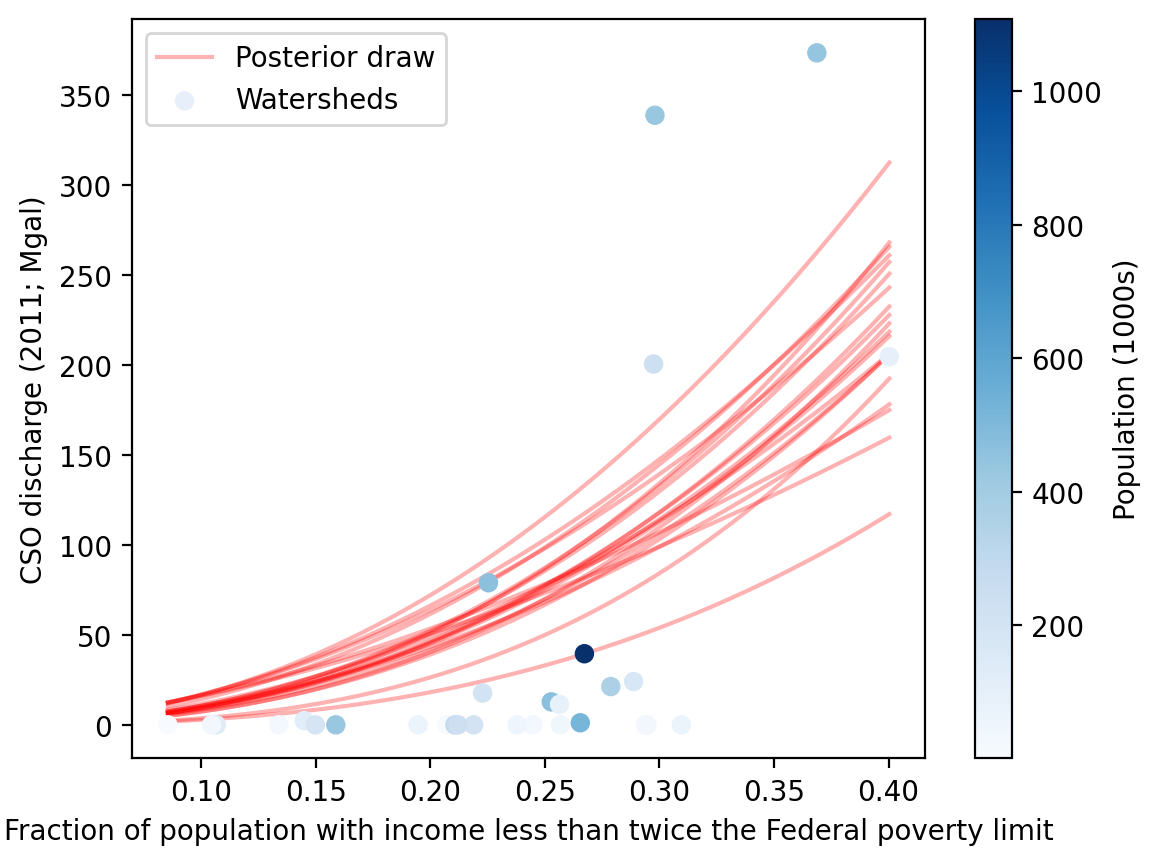 Posterior draw
Watersheds
CSO discharge (2011; Mgal)
350
300
250
200
150
100
50
0
0.10 0.15 0.20 0.25 0.30 0.35 0.40
Fraction of population with income less than twice the Federal poverty limit
1000
800
600
400
200
Population (1000s)